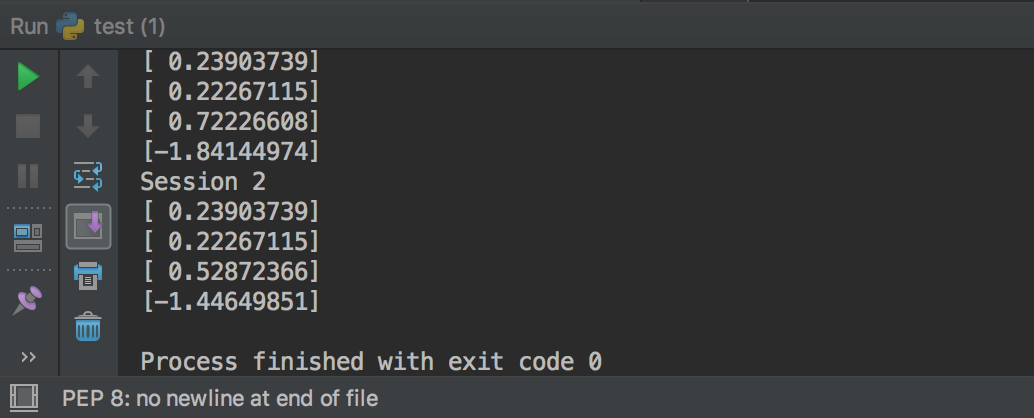 Run test (1)
[ 0.23903739]
[ 0.22267115]
[ 0.72226608]
[-1.84144974]
Session 2
[ 0.23903739]
[ 0.22267115]
[ 0.52872366]
[-1.44649851]
Process finished with exit code 0
PEP 8: no newline at end of file